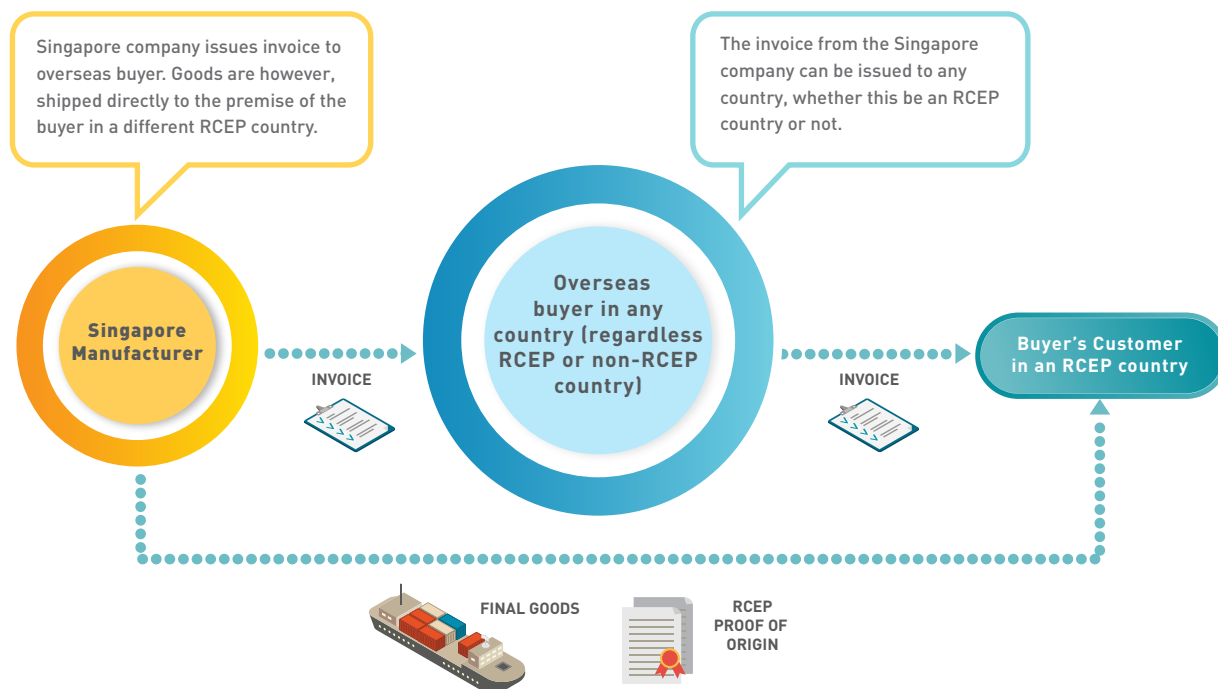 Singapore company issues invoice to
overseas buyer. Goods are however,
shipped directly to the premise of the
buyer in a different RCEP country.
The invoice from the Singapore
company can be issued to any
country, whether this be an RCEP
country or not.
Singapore
Manufacturer
INVOICE
Overseas
buyer in any
country (regardless
RCEP or non-RCEP
country)
INVOICE
Buyer's Customer
in an RCEP country
FINAL GOODS
RCEP
PROOF OF
ORIGIN